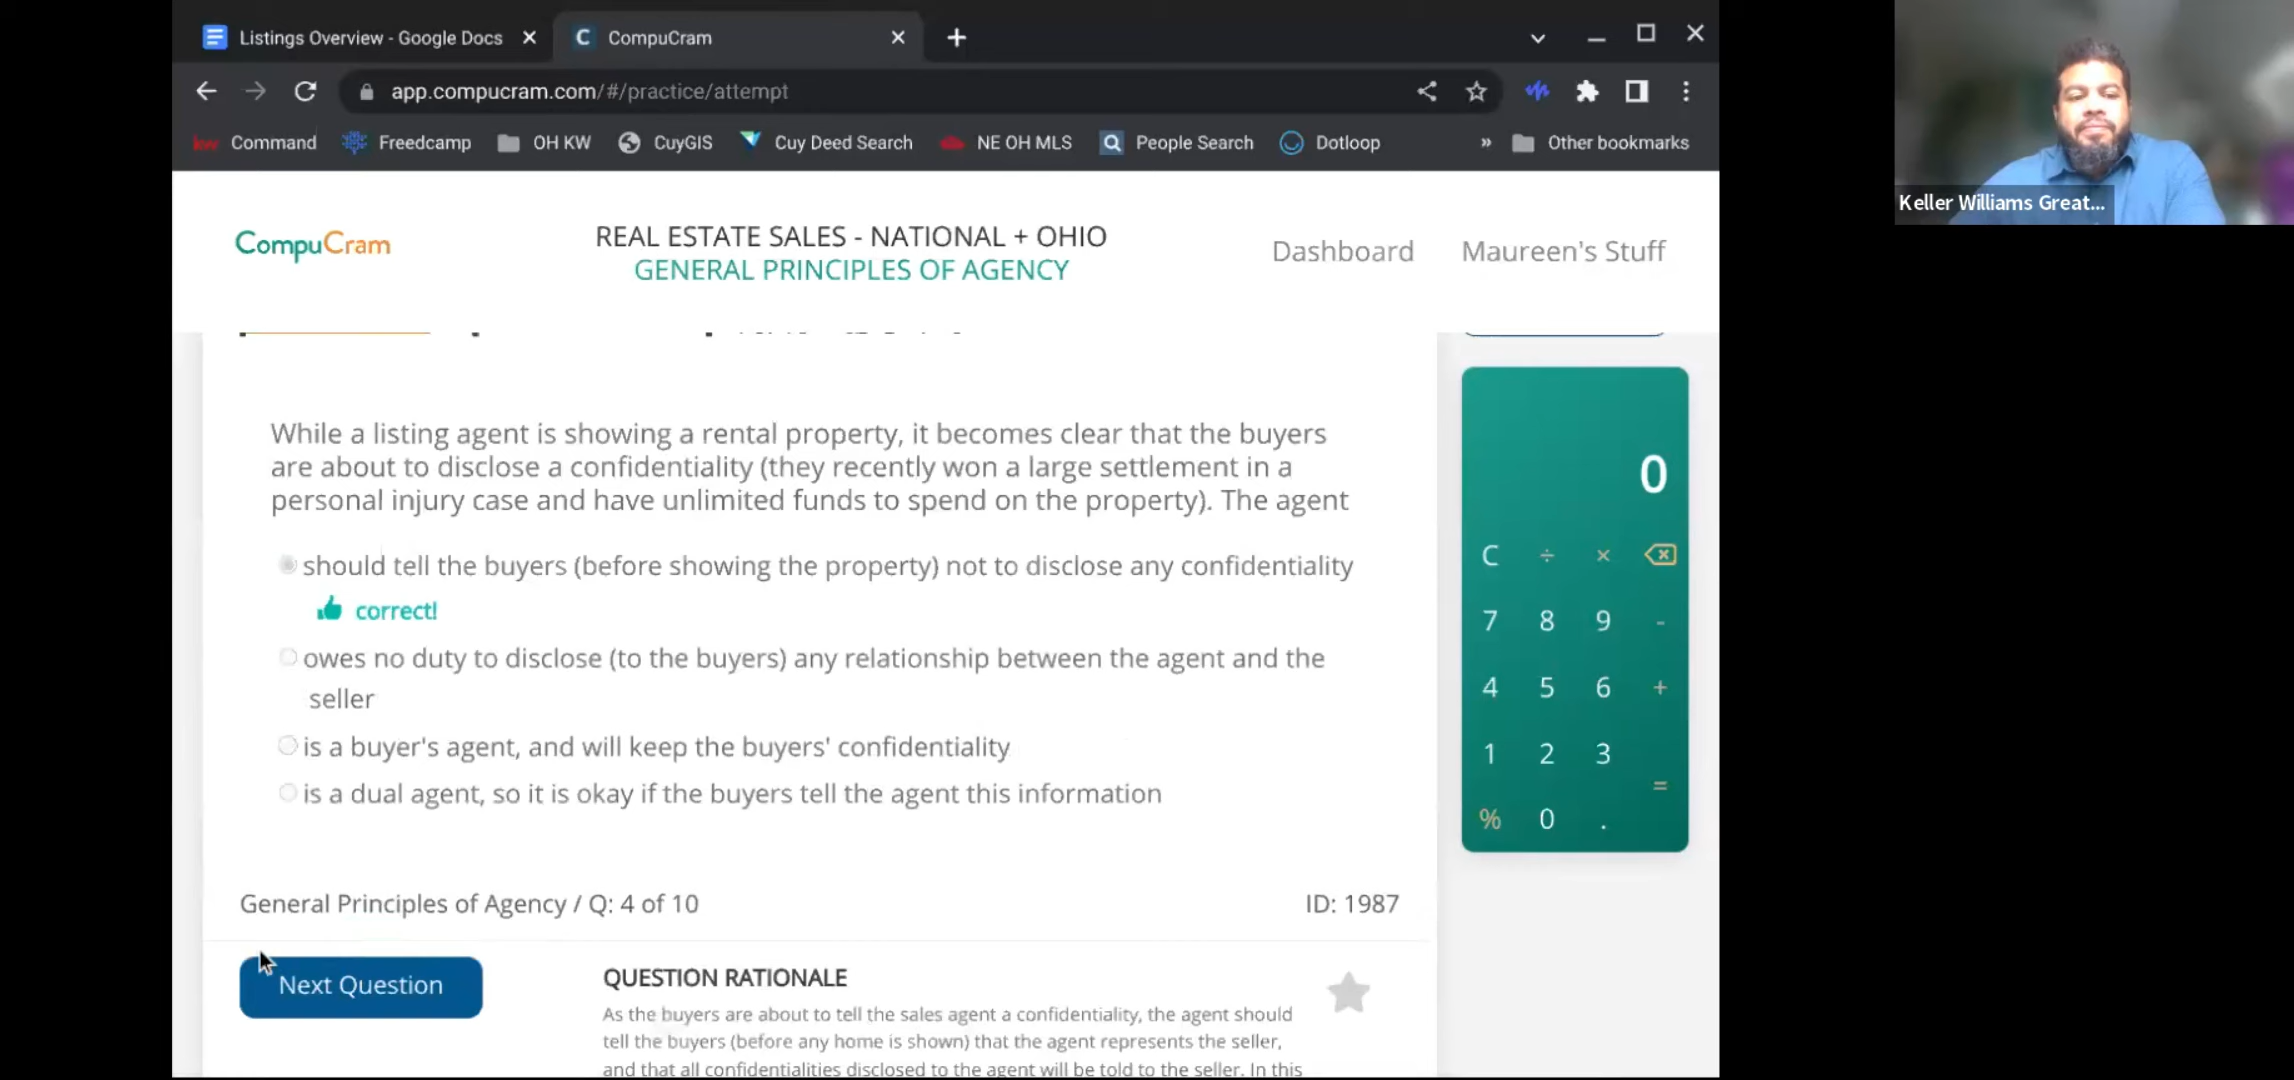 Listings Overview - Google Docs
CompuCram
app.compucram.com/#/practice/attempt
kw Command
Freedcamp
OH KW
CuyGIS
Cuy Deed Search
NE OH MLS
People Search
Dotloop
»
Other bookmarks
Keller Williams Great...
CompuCram
REAL ESTATE SALES - NATIONAL + OHIO
GENERAL PRINCIPLES OF AGENCY
Dashboard
Maureen's Stuff
While a listing agent is showing a rental property, it becomes clear that the buyers
are about to disclose a confidentiality (they recently won a large settlement in a
personal injury case and have unlimited funds to spend on the property). The agent
should tell the buyers (before showing the property) not to disclose any confidentiality
correct!
owes no duty to disclose (to the buyers) any relationship between the agent and the
seller
is a buyer's agent, and will keep the buyers' confidentiality
is a dual agent, so it is okay if the buyers tell the agent this information
0
C ÷ ×
7 8 9 -
4 5 6 +
1 2 3
=
% 0 .
General Principles of Agency / Q: 4 of 10
ID: 1987
Next Question
QUESTION RATIONALE
As the buyers are about to tell the sales agent a confidentiality, the agent should
tell the buyers (before any home is shown) that the agent represents the seller,
and that all confidentialities disclosed to the agent will be told to the seller. In this